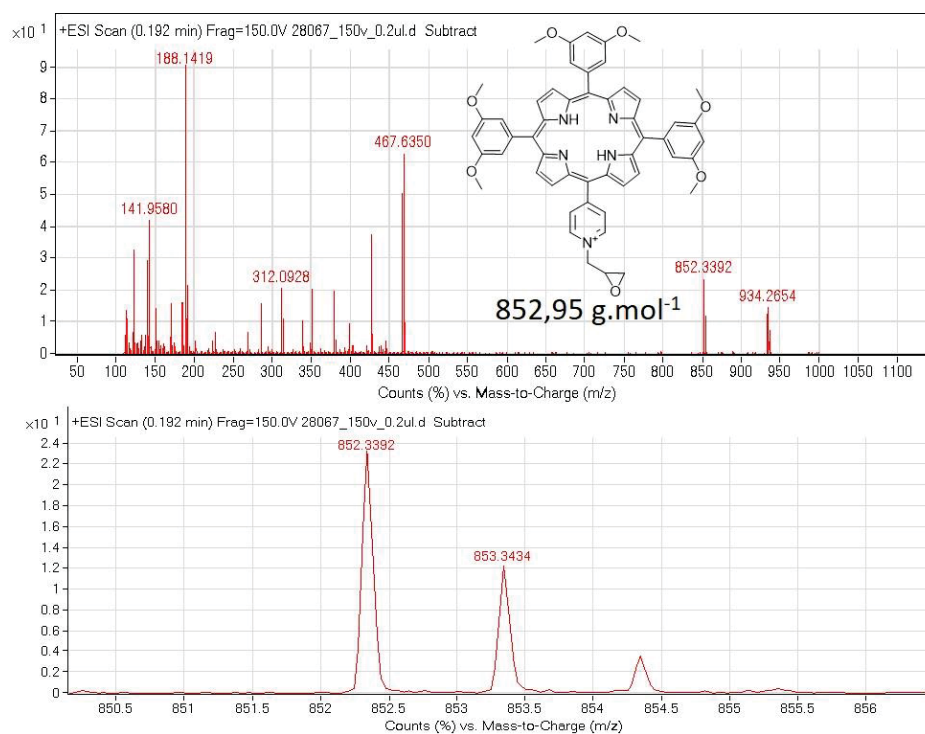 ×10 1 +ESI Scan (0.192 min) Frag=150.0V 28067_150v_0.2ul.d Subtract
9
8
7
6
5
4
3
2
1
0
188.1419
467.6350
141.9580
312.0928
852.3392
934.2654
O O
O O
NH N
N HN
O O
N+
O
852,95 g.mol-1
50 100 150 200 250 300 350 400 450 500 550 600 650 700 750 800 850 900 950 1000 1050 1100
Counts (%) vs. Mass-to-Charge (m/z)
×10 1 +ESI Scan (0.192 min) Frag=150.0V 28067_150v_0.2ul.d Subtract
2.4
2.2
2
1.8
1.6
1.4
1.2
1
0.8
0.6
0.4
0.2
0
852.3392
853.3434
850.5 851 851.5 852 852.5 853 853.5 854 854.5 855 855.5 856
Counts (%) vs. Mass-to-Charge (m/z)